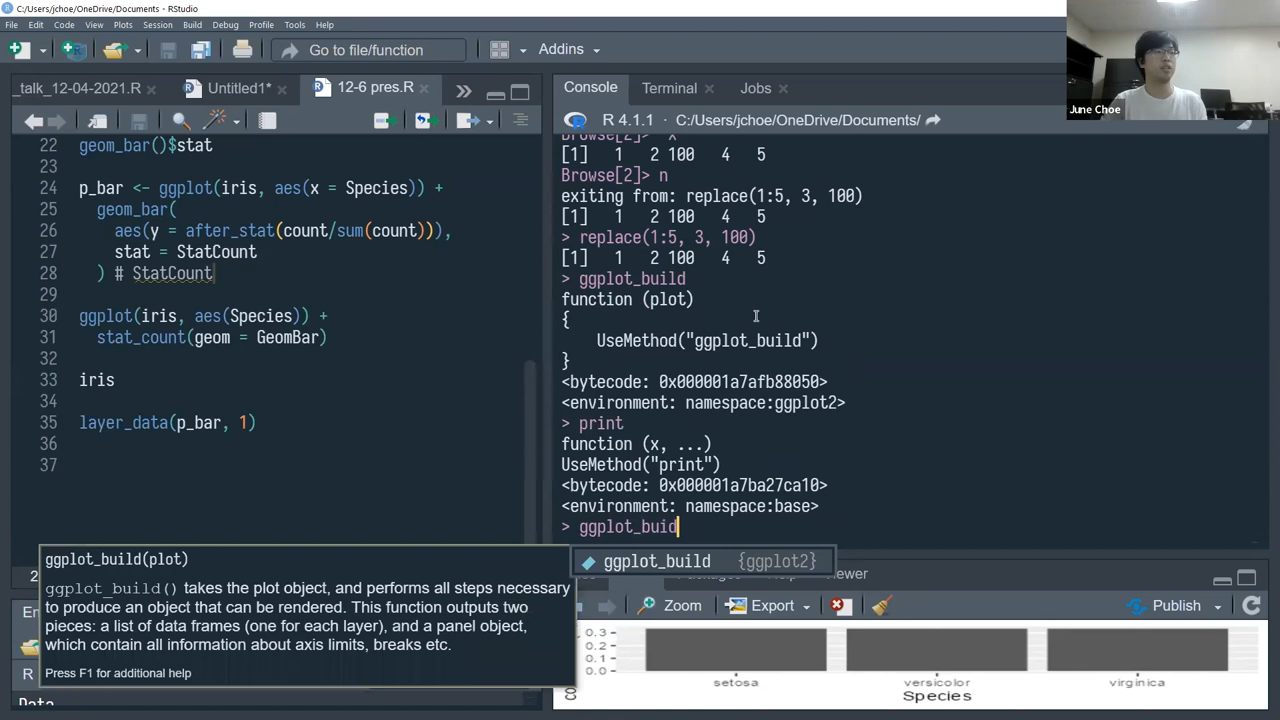 C:/Users/jchoe/OneDrive/Documents - RStudio
File Edit Code View Plots Session Build Debug Profile Tools Help
Go to file/function
Addins
_talk_12-04-2021.R
Untitled1*
12-6 pres.R
22 geom_bar()$stat
23
24 p_bar <- ggplot(iris, aes(x = Species)) +
25 geom_bar(
26 aes(y = after_stat(count/sum(count))),
27 stat = StatCount
28 ) # StatCount
29
30 ggplot(iris, aes(Species)) +
31 stat_count(geom = GeomBar)
32
33 iris
34
35 layer_data(p_bar, 1)
36
37
ggplot_build(plot)
ggplot_build() takes the plot object, and performs all steps necessary
to produce an object that can be rendered. This function outputs two
pieces: a list of data frames (one for each layer), and a panel object,
which contain all information about axis limits, breaks etc.
Press F1 for additional help
Console Terminal Jobs
R 4.1.1 C:/Users/jchoe/OneDrive/Documents/
Browse[2]> x
[1] 1 2 100 4 5
Browse[2]> n
exiting from: replace(1:5, 3, 100)
[1] 1 2 100 4 5
> replace(1:5, 3, 100)
[1] 1 2 100 4 5
> ggplot_build
function (plot)
{
UseMethod("ggplot_build")
}
<bytecode: 0x000001a7afb88050>
<environment: namespace:ggplot2>
> print
function (x, ...)
UseMethod("print")
<bytecode: 0x000001a7ba27ca10>
<environment: namespace:base>
> ggplot_buid
ggplot_build {ggplot2}
Zoom
Export
Publish
0.3
0.2
0.1
0.0
setosa
versicolor
virginica
Species
June Choe